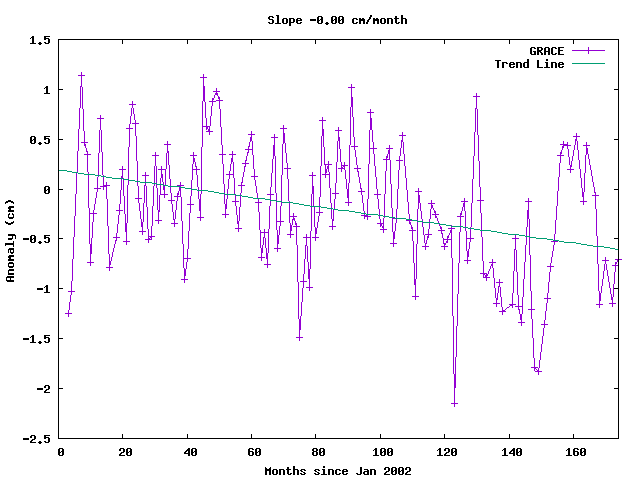 Slope -0.00 cm/month
GRACE
Trend Line
1.5
1
0.5
0
-0.5
-1
-1.5
-2
-2.5
Anomaly (cm)
0 20 40 60 80 100 120 140 160
Months since Jan 2002